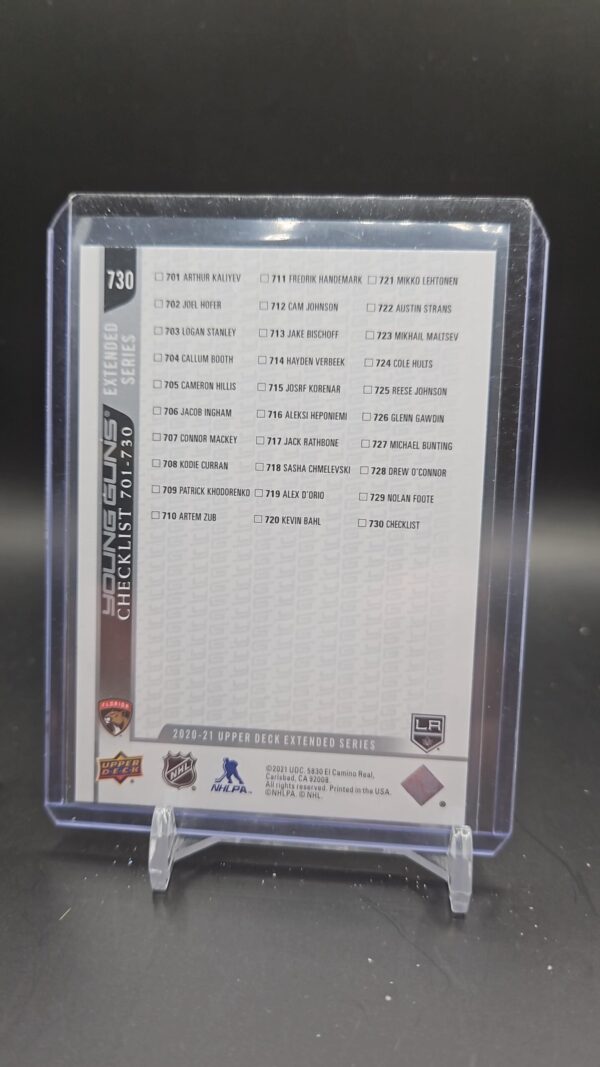 730
EXTENDED SERIES
YOUNG GUNS®
CHECKLIST 701-730
701 ARTHUR KALIYEV
702 JOEL HOFER
703 LOGAN STANLEY
704 CALLUM BOOTH
705 CAMERON HILLIS
706 JACOB INGHAM
707 CONNOR MACKEY
708 KODIE CURRAN
709 PATRICK KHODORENKO
710 ARTEM ZUB
711 FREDRIK HANDEMARK
712 CAM JOHNSON
713 JAKE BISCHOFF
714 HAYDEN VERBEEK
715 JOSEF KORENAR
716 ALEKSI HEPONIEMI
717 JACK RATHBONE
718 SASHA CHMELEVSKI
719 ALEX D'ORIO
720 KEVIN BAHL
721 MIKKO LEHTONEN
722 AUSTIN STRANS
723 MIKHAIL MALTSEV
724 COLE HULTS
725 REESE JOHNSON
726 GLENN GAWDIN
727 MICHAEL BUNTING
728 DREW O'CONNOR
729 NOLAN FOOTE
730 CHECKLIST
FLORIDA
LA
2020-21 UPPER DECK EXTENDED SERIES
UPPER DECK
NHL
NHLPA
©2021 UDC. 5830 El Camino Real,
Carlsbad, CA 92008.
All rights reserved. Printed in the USA.
©NHLPA. © NHL.